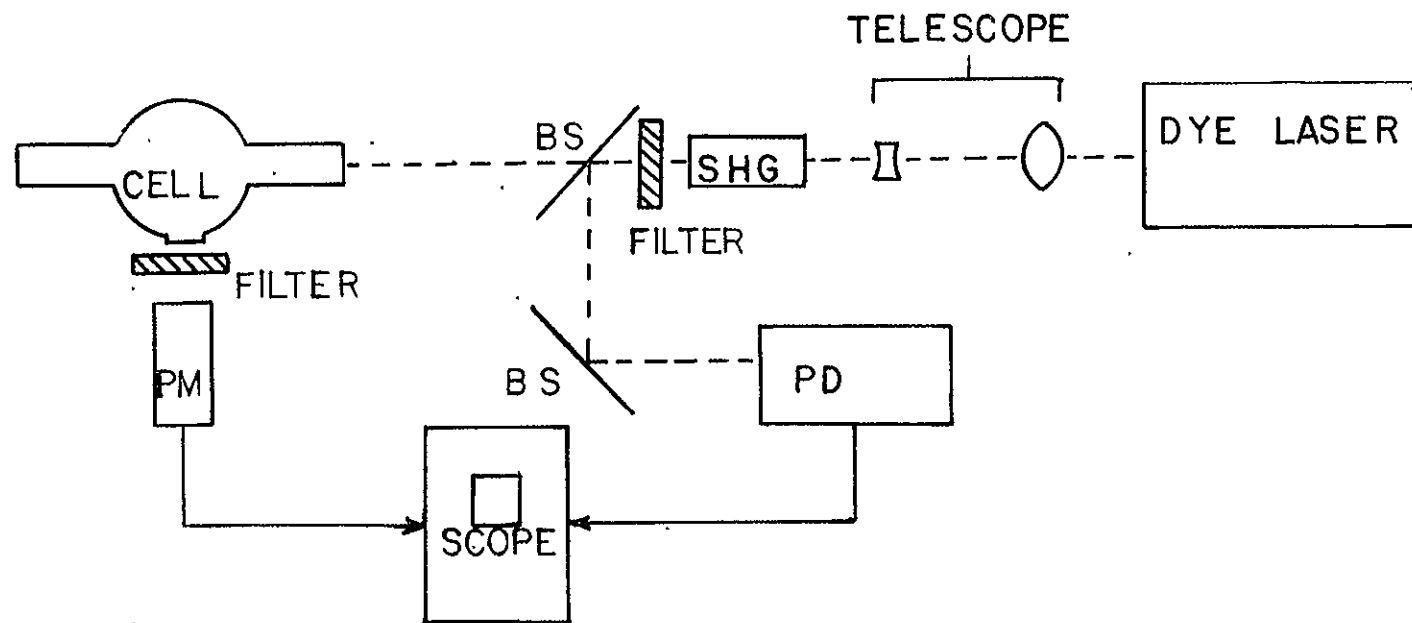 TELESCOPE
DYE LASER
BS
SHG
CELL
FILTER
FILTER
PM
BS
PD
SCOPE